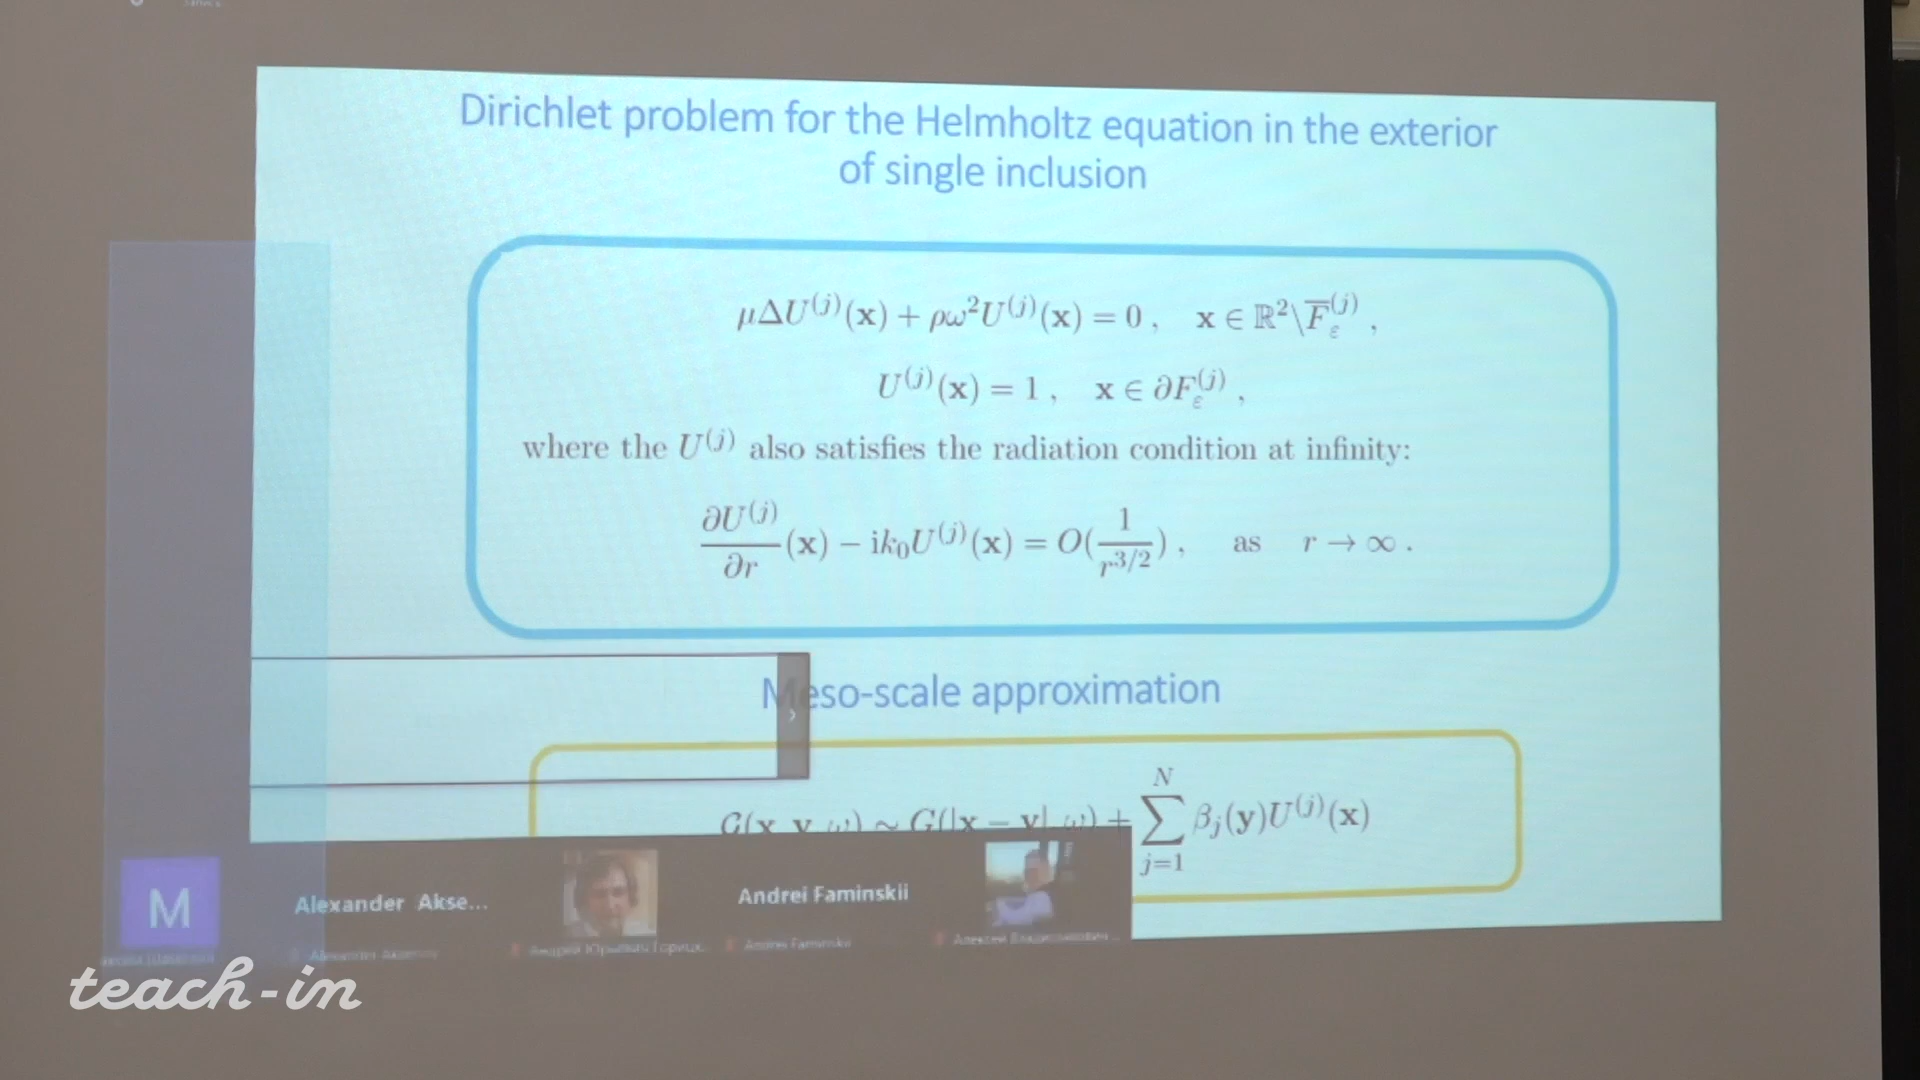 Dirichlet problem for the Helmholtz equation in the exterior
of single inclusion
μΔU^(j)(x) + ρω²U^(j)(x) = 0 , x ∈ ℝ²\F̅_ε^(j) ,
U^(j)(x) = 1 , x ∈ ∂F_ε^(j) ,
where the U^(j) also satisfies the radiation condition at infinity:
∂U^(j)/∂r (x) − ik₀U^(j)(x) = O(1/r^{3/2}) , as r → ∞ .
Meso-scale approximation
G(x, y, ω) ~ G(|x − y|, ω) + ∑_{j=1}^{N} β_j(y)U^(j)(x)
M
Alexander Akse...
Andrei Faminskii
Andrei Faminskii
teach-in